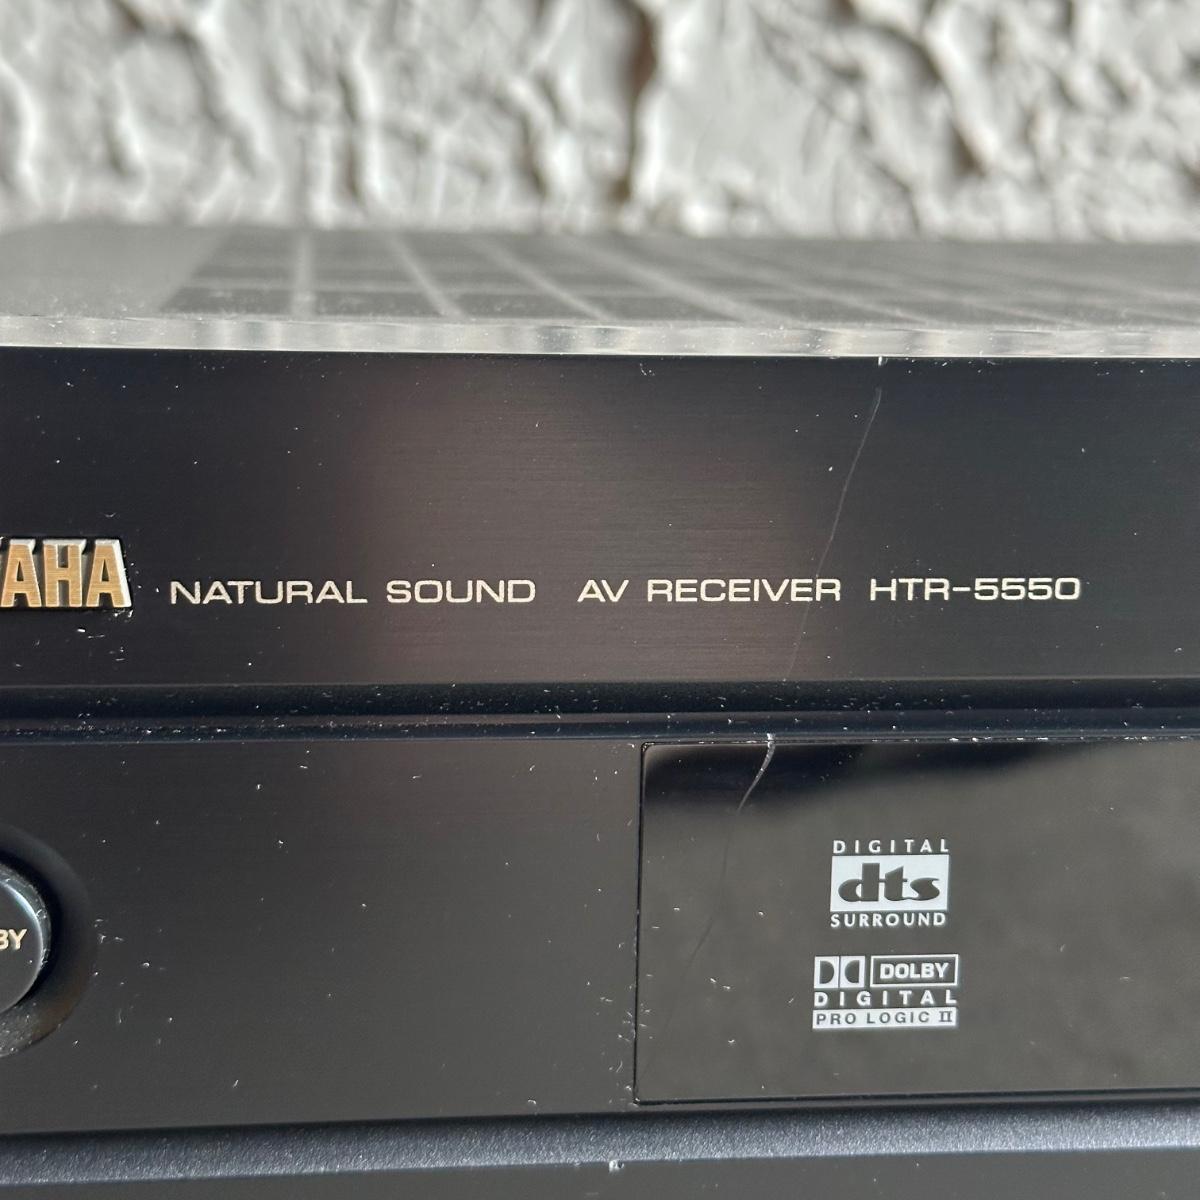 AHA NATURAL SOUND AV RECEIVER HTR-5550
DIGITAL
dts
SURROUND
BY
DOLBY
DIGITAL
PRO LOGIC II